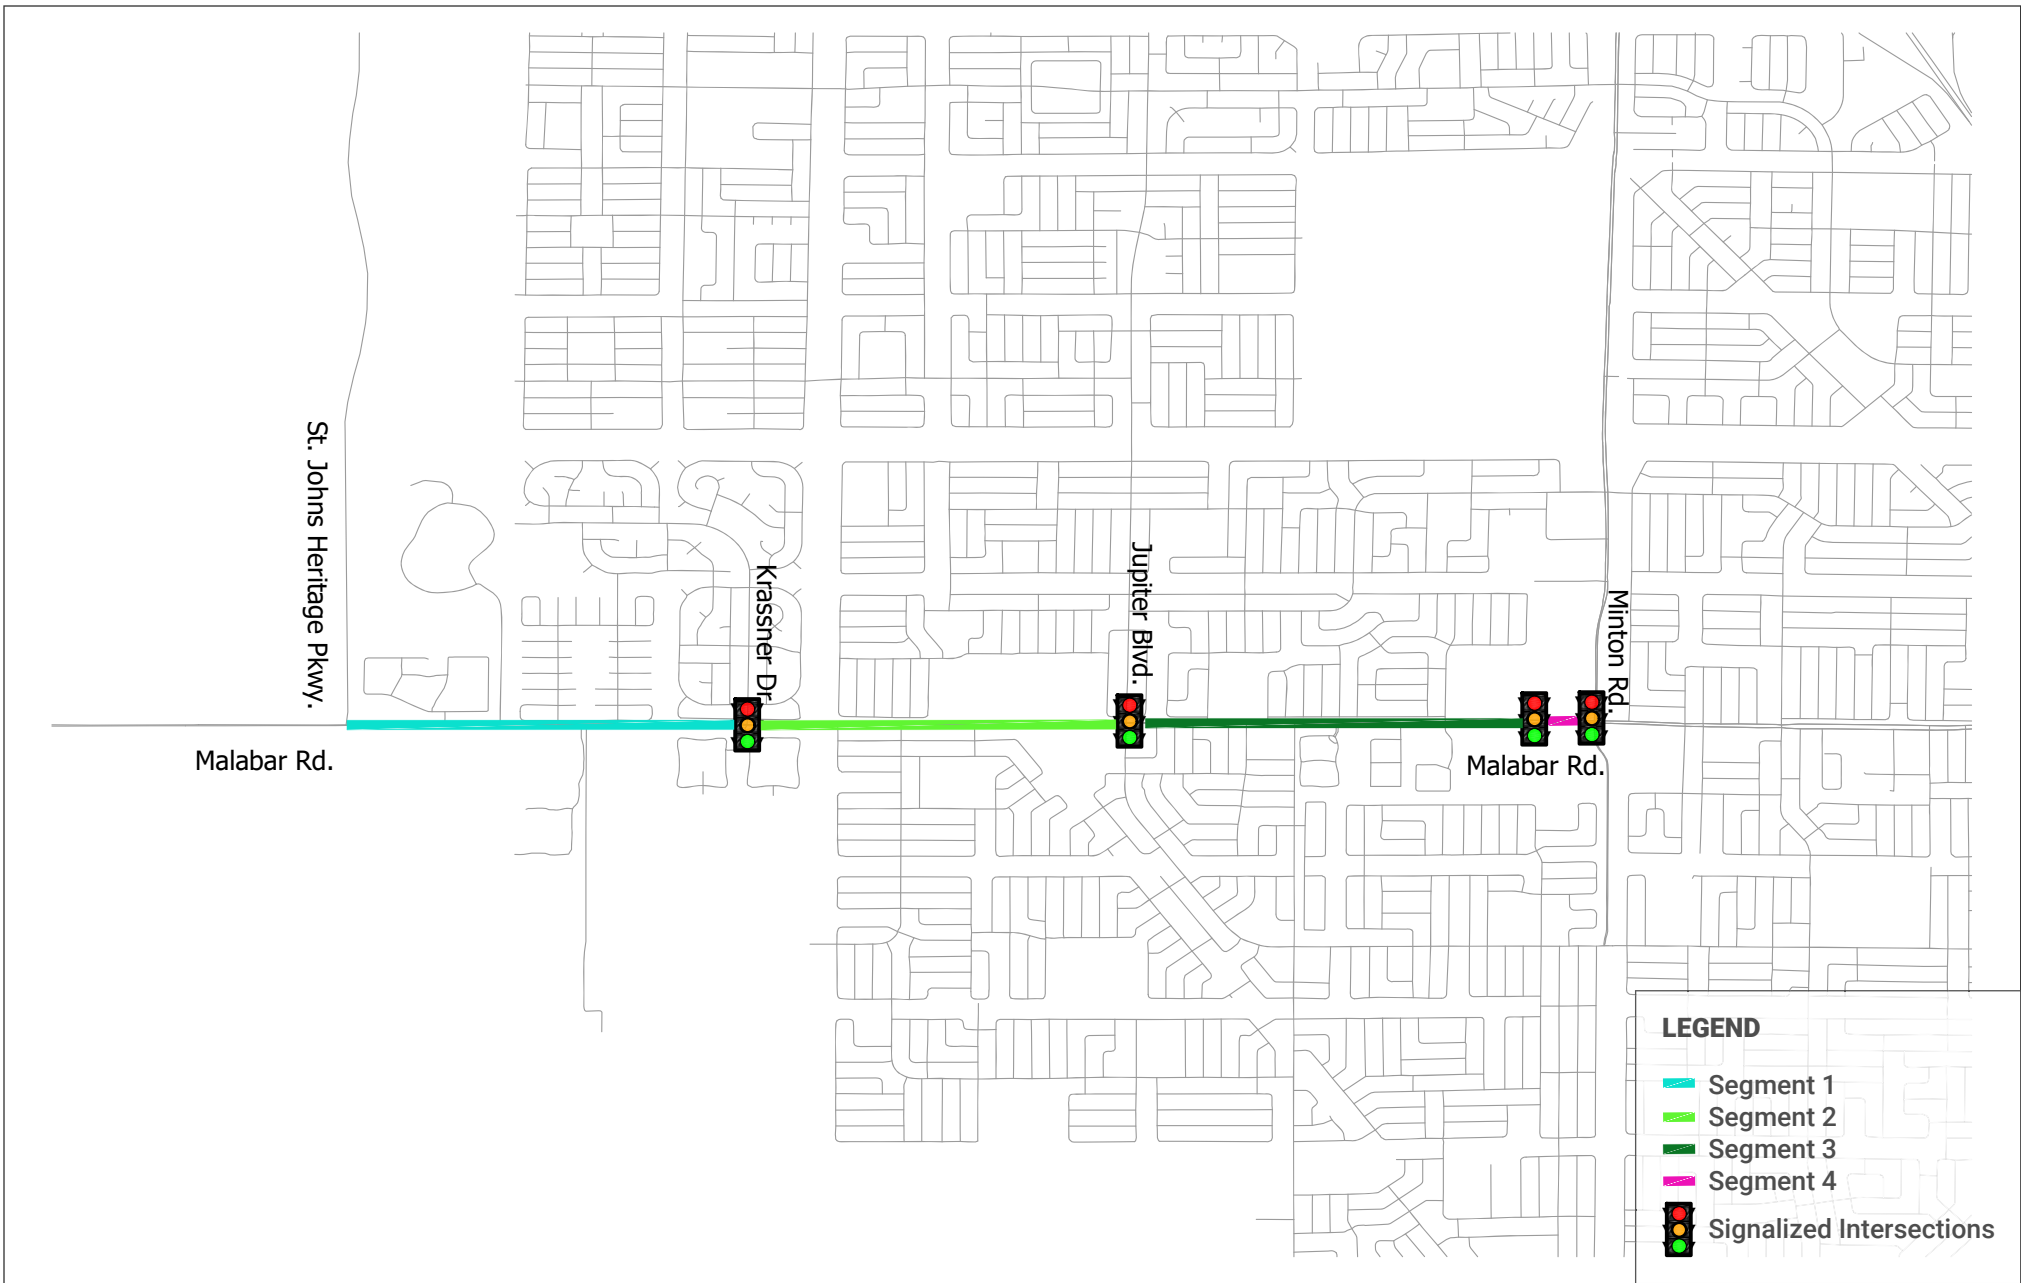 St. Johns Heritage Pkwy.
Krassner Dr
Jupiter Blvd.
Minton Rd.
Malabar Rd.
Malabar Rd.
LEGEND
Segment 1
Segment 2
Segment 3
Segment 4
Signalized Intersections